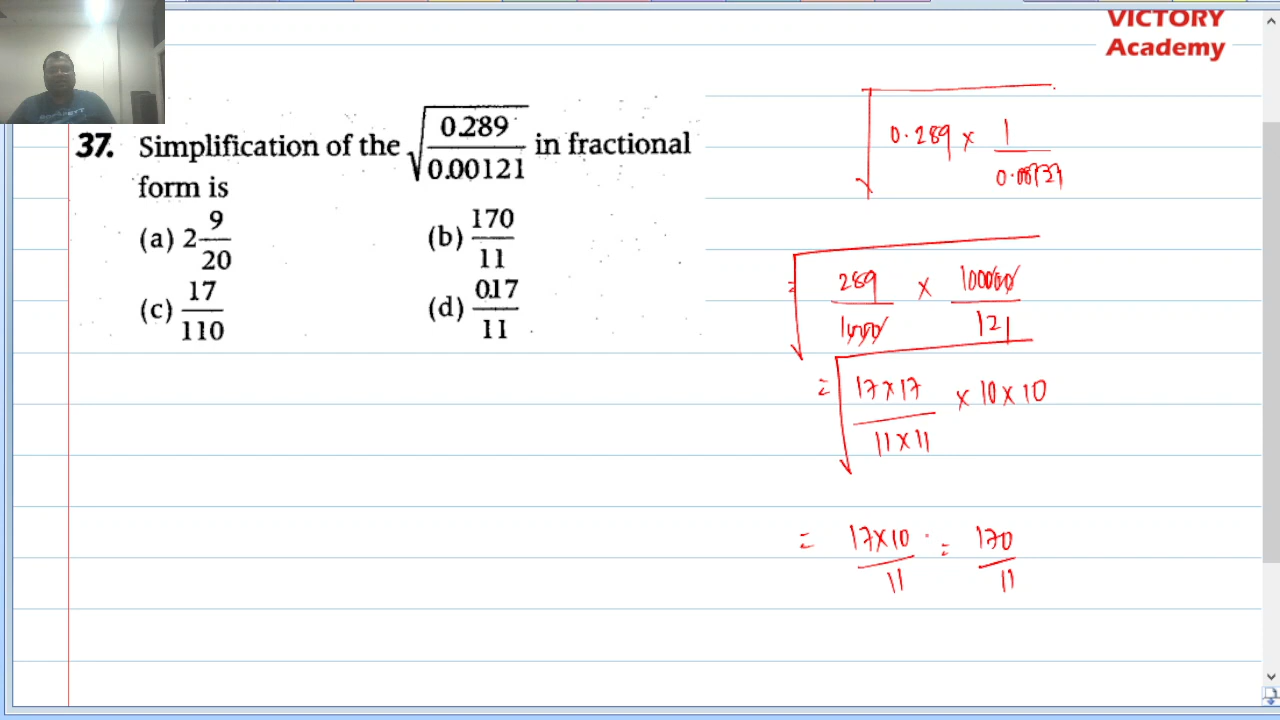 VICTORY
Academy
37. Simplification of the √(0.289/0.00121) in fractional
form is
(a) 2 9/20
(b) 170/11
(c) 17/110
(d) 0.17/11
√(0.289 × 1/)
= √(289/1000 × 100000/121)
= √(17×17/11×11 × 10 × 10)
= 17×10/11 = 170/11